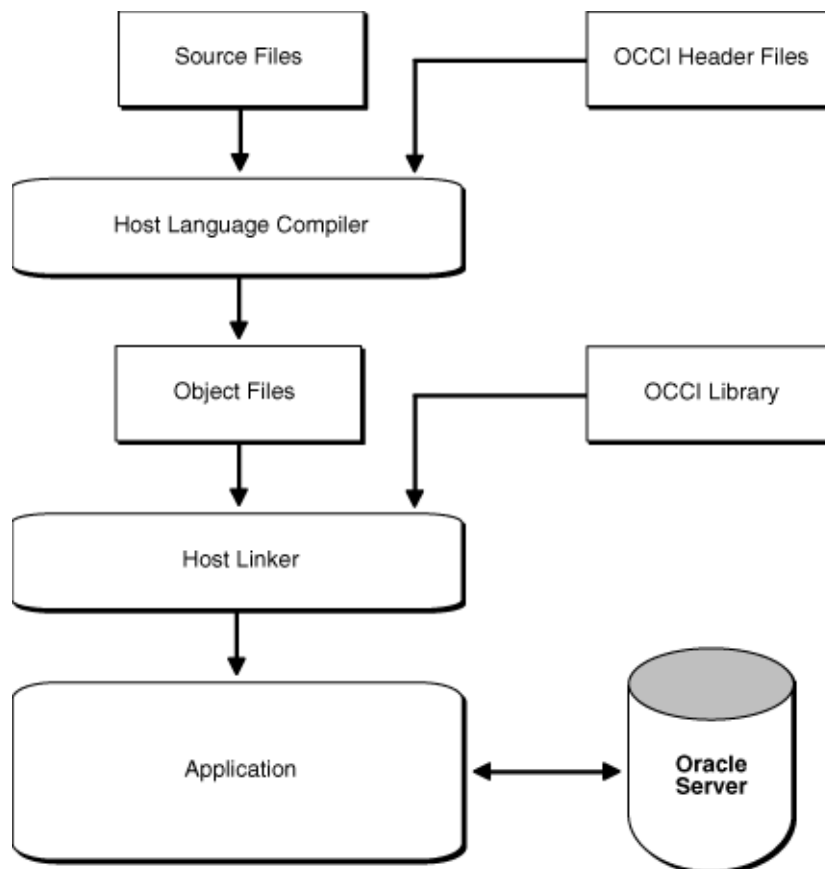 Source Files
OCCI Header Files
Host Language Compiler
Object Files
OCCI Library
Host Linker
Application
Oracle
Server